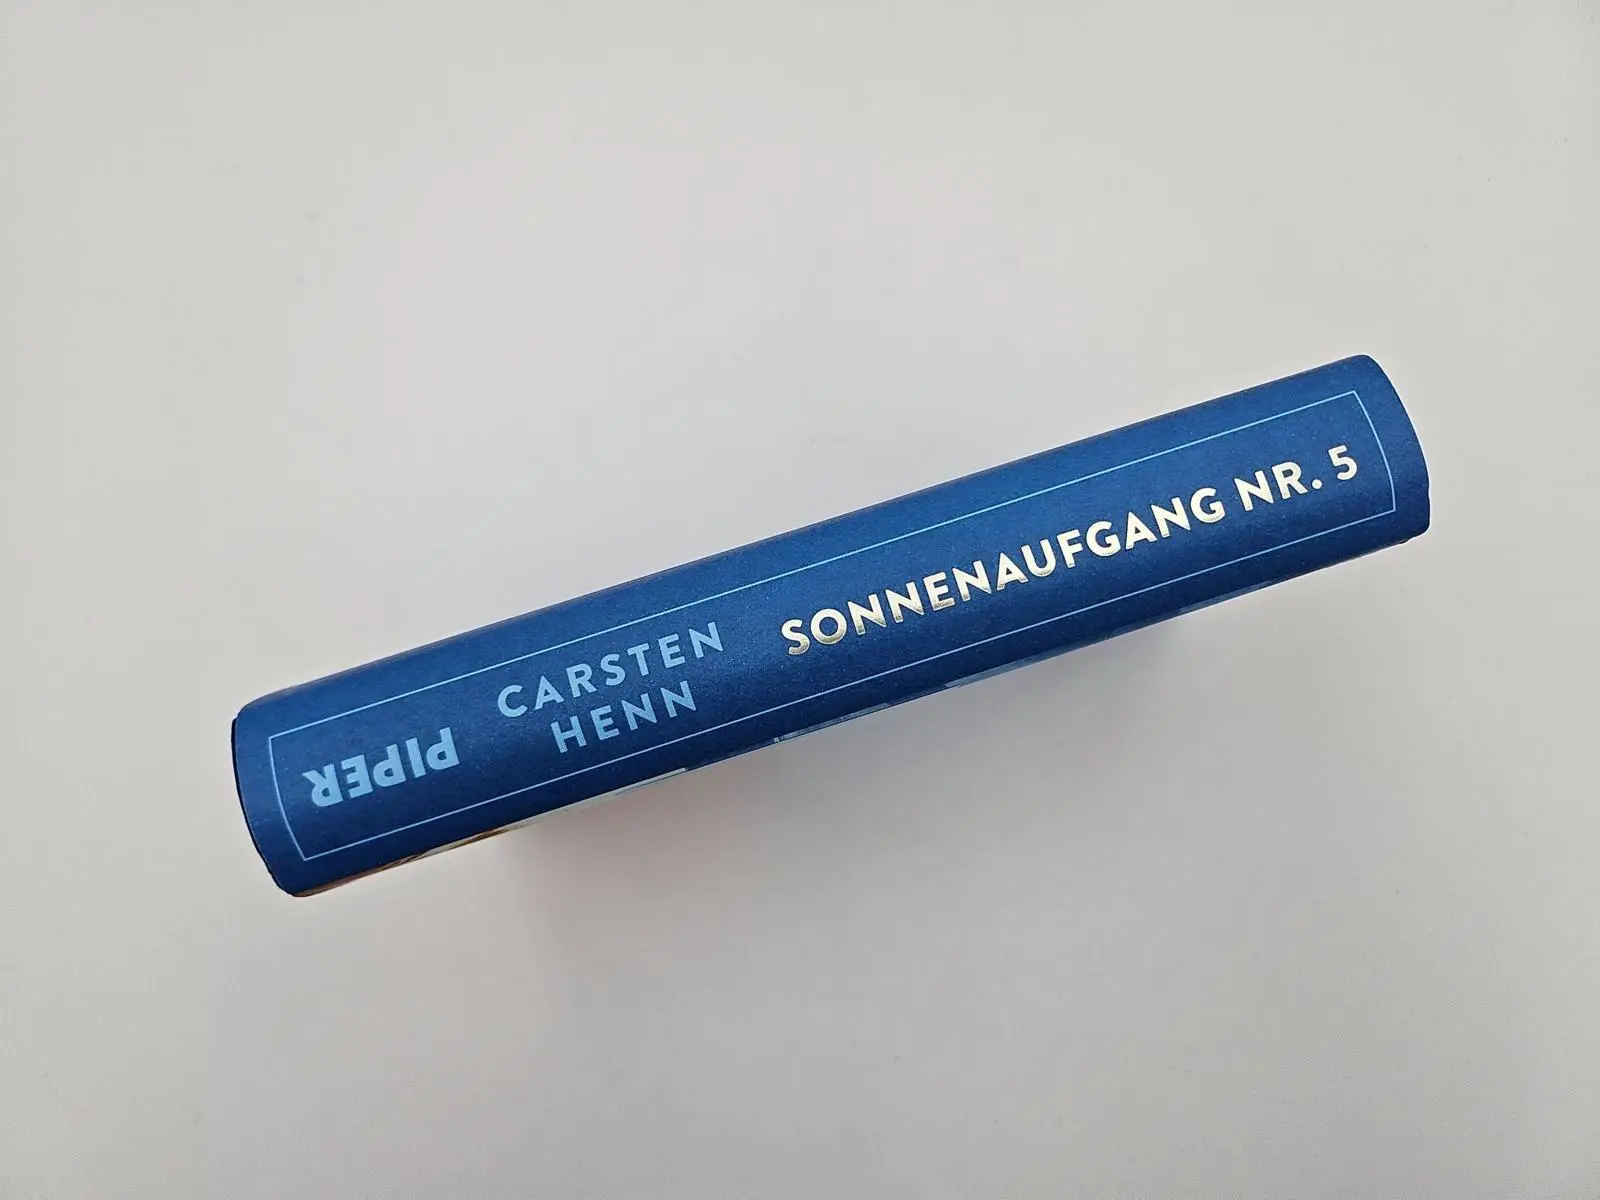 CARSTEN
HENN
SONNENAUFGANG NR. 5
PIPER